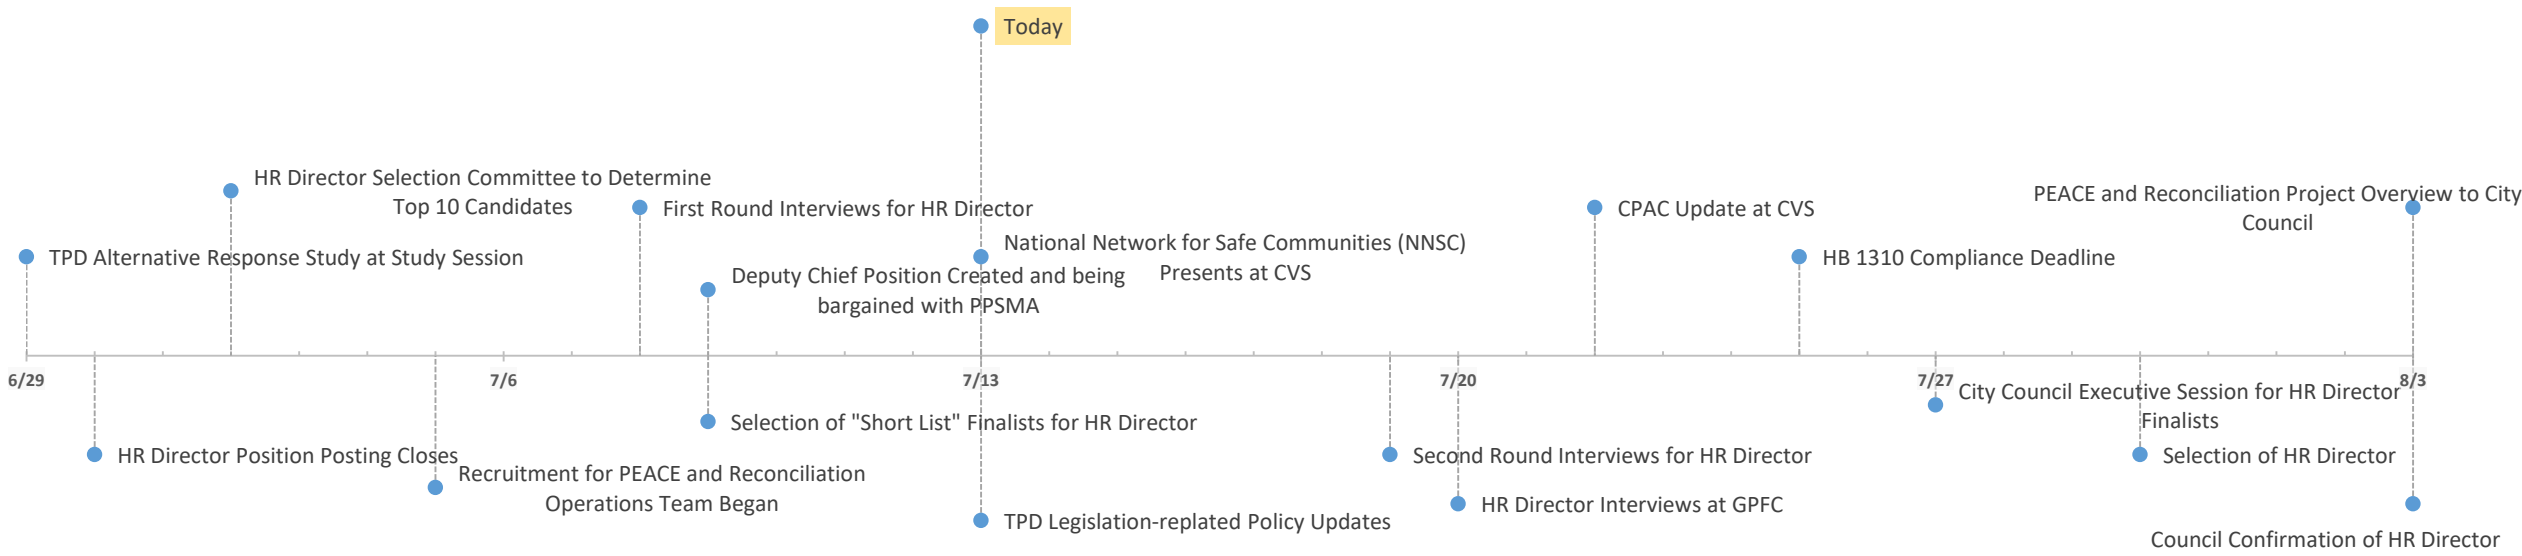 Today
HR Director Selection Committee to Determine
Top 10 Candidates
First Round Interviews for HR Director
CPAC Update at CVS
PEACE and Reconciliation Project Overview to City
Council
TPD Alternative Response Study at Study Session
National Network for Safe Communities (NNSC)
Presents at CVS
HB 1310 Compliance Deadline
Deputy Chief Position Created and being
bargained with PPSMA
6/29
7/6
7/13
7/20
7/27
8/3
City Council Executive Session for HR Director
Finalists
Selection of "Short List" Finalists for HR Director
HR Director Position Posting Closes
Second Round Interviews for HR Director
Selection of HR Director
Recruitment for PEACE and Reconciliation
Operations Team Began
HR Director Interviews at GPFC
TPD Legislation-replated Policy Updates
Council Confirmation of HR Director